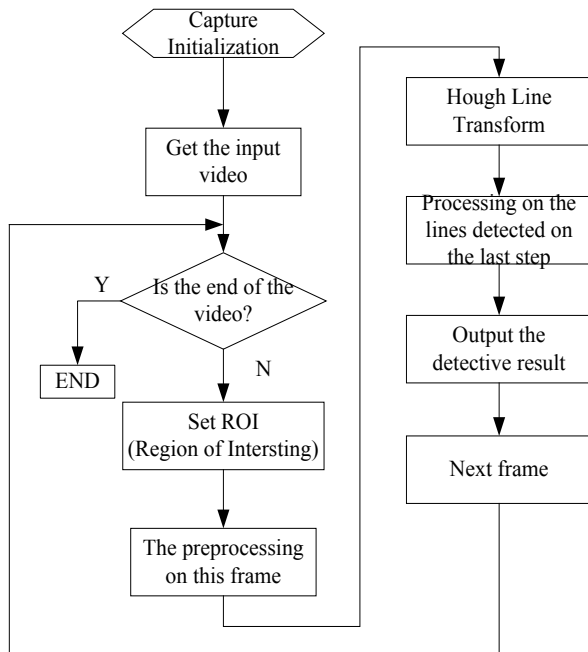 Capture
Initialization
Get the input
video
Is the end of the
video?
Y
END
N
Set ROI
(Region of Intersting)
The preprocessing
on this frame
Hough Line
Transform
Processing on the
lines detected on
the last step
Output the
detective result
Next frame